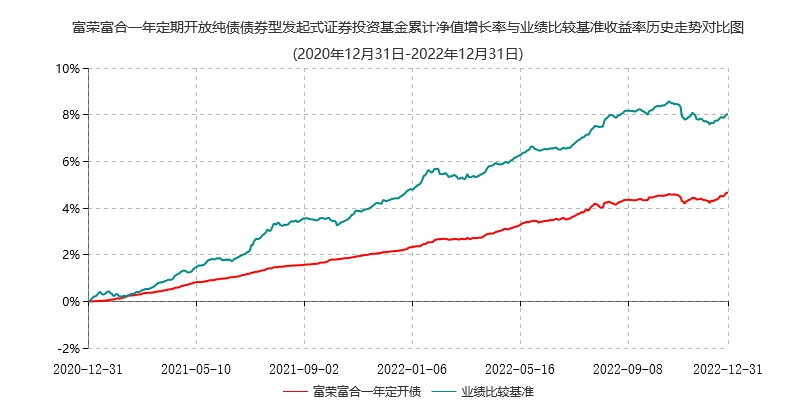 富荣富合一年定期开放纯债债券型发起式证券投资基金累计净值增长率与业绩比较基准收益率历史走势对比图
(2020年12月31日-2022年12月31日)
10%
8%
6%
4%
2%
0%
-2%
2020-12-31 2021-05-10 2021-09-02 2022-01-06 2022-05-16 2022-09-08 2022-12-31
富荣富合一年定开债 业绩比较基准